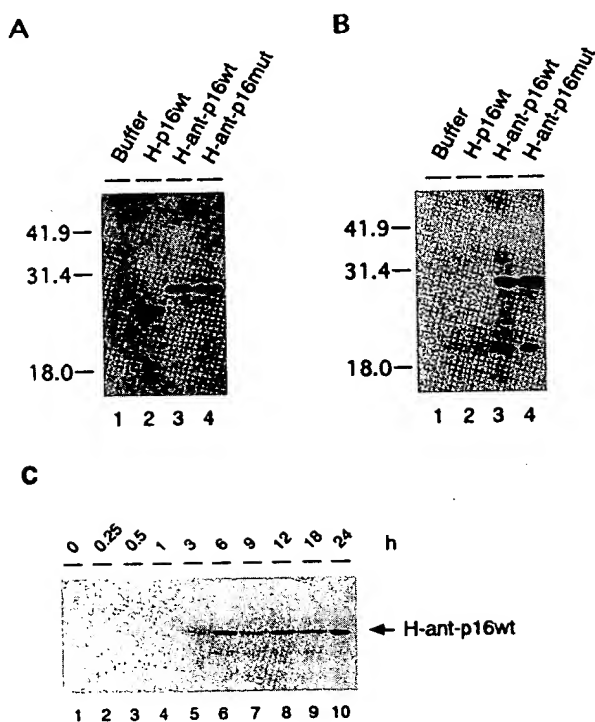 A
B
Buffer H-p16wt H-ant-p16wt H-ant-p16mut
Buffer H-p16wt H-ant-p16wt H-ant-p16mut
41.9
31.4
18.0
41.9
31.4
18.0
1 2 3 4
1 2 3 4
C
0 0.25 0.5 1 3 6 9 12 18 24 h
H-ant-p16wt
1 2 3 4 5 6 7 8 9 10